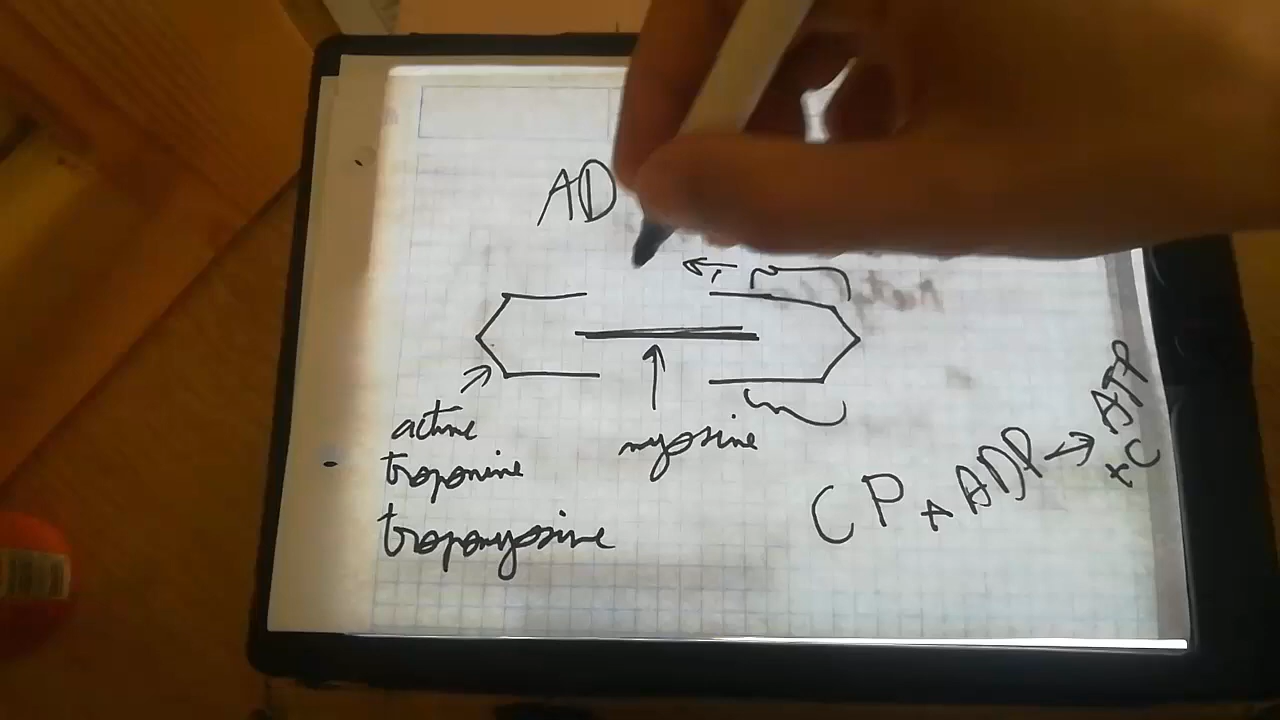 AD
actine
troponine
tropomyosine
myosine
CP + ADP → ATP
+ C